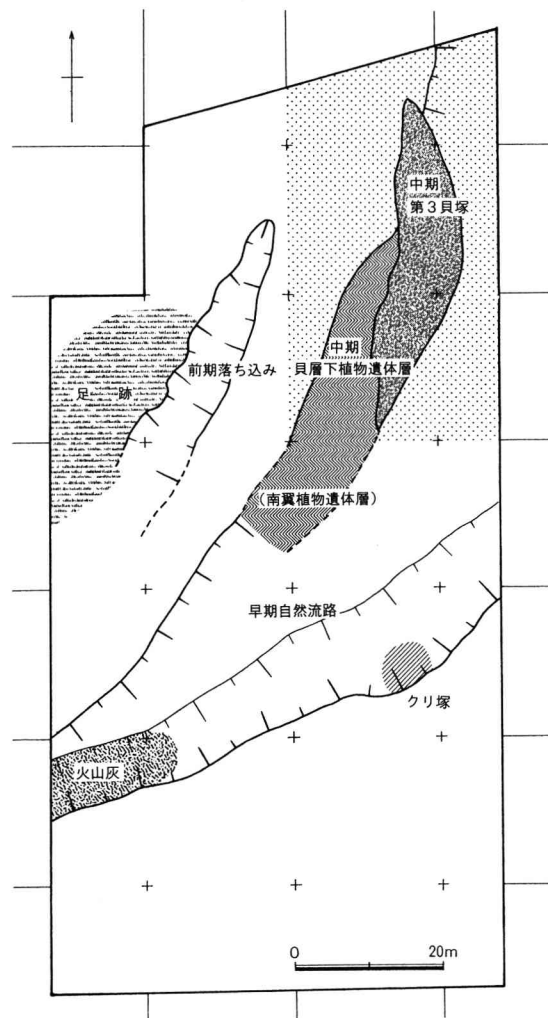 中期
第3貝塚
前期落ち込み
中期
貝層下植物遺体層
足 跡
(南翼植物遺体層)
早期自然流路
クリ塚
火山灰
0 20m